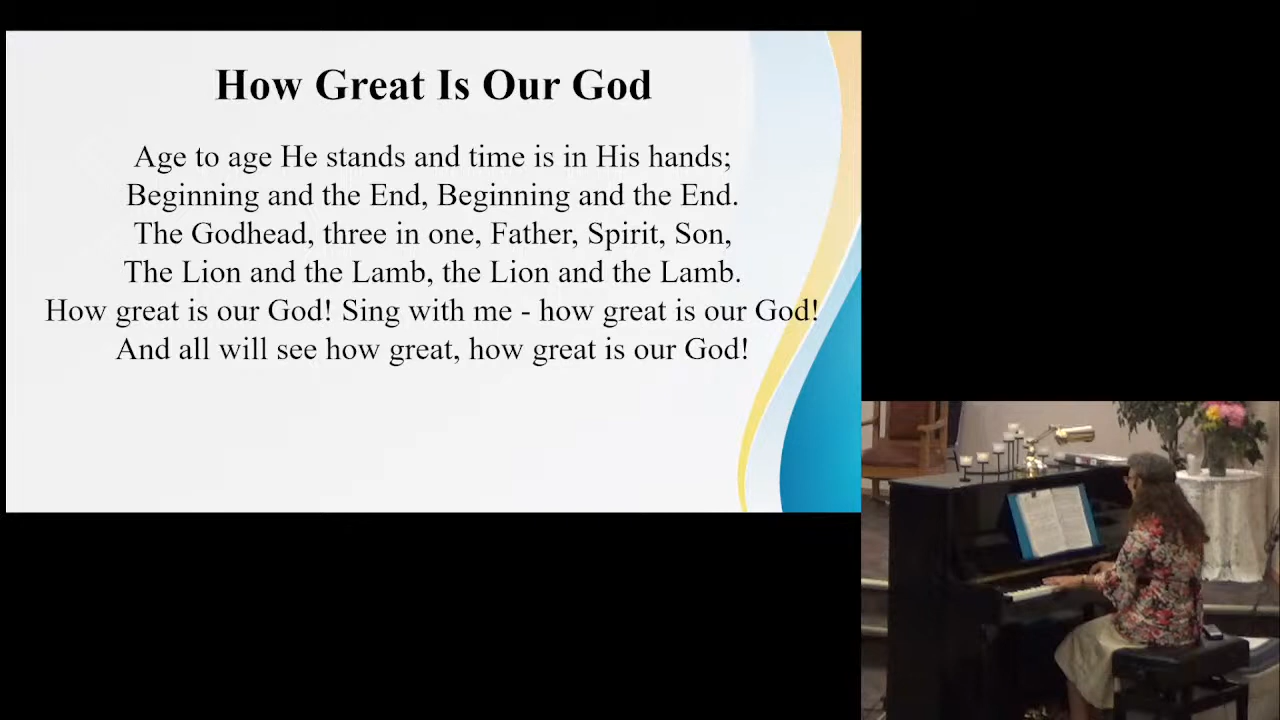 How Great Is Our God
Age to age He stands and time is in His hands;
Beginning and the End, Beginning and the End.
The Godhead, three in one, Father, Spirit, Son,
The Lion and the Lamb, the Lion and the Lamb.
How great is our God! Sing with me - how great is our God!
And all will see how great, how great is our God!